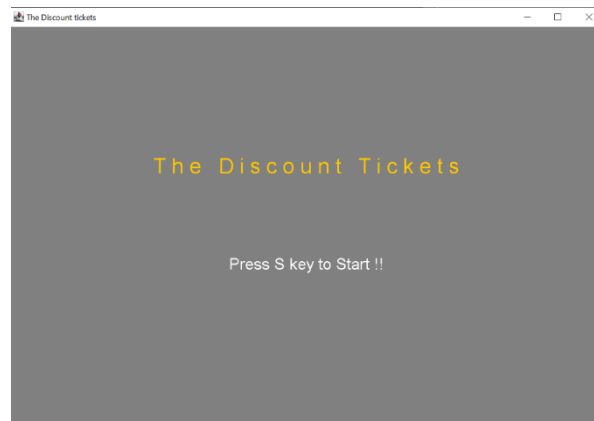 The Discount tickets
The Discount Tickets
Press S key to Start !!